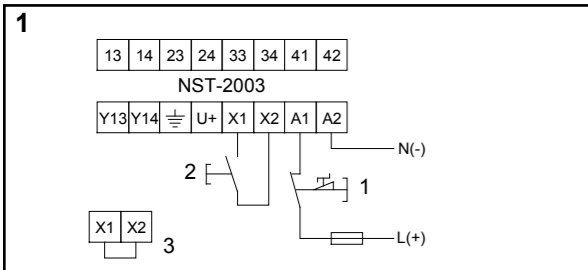 1
13 14 23 24 33 34 41 42
NST-2003
Y13 Y14 U+ X1 X2 A1 A2
N(-)
2
1
X1 X2
3
L(+)